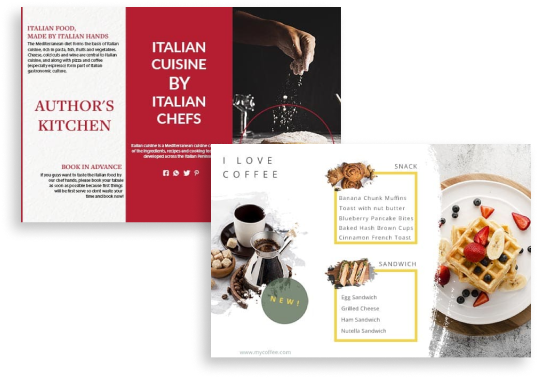 ITALIAN FOOD,
MADE BY ITALIAN HANDS
The Mediterranean diet forms the basis of Italian
cuisine, rich in pasta, fish, fruits and vegetables.
Cheese, cold cuts and wine are central to Italian
cuisine, and along with pizza and coffee
(especially espresso) form part of Italian
gastronomic culture.
AUTHOR'S
KITCHEN
BOOK IN ADVANCE
If you guys want to taste the Italian food by
our chef hands, please book your table
as soon as possible because first things
will be first serve so dont waste your
time and book now!
ITALIAN
CUISINE
BY
ITALIAN
CHEFS
Italian cuisine is a Mediterranean cuisine
of the ingredients, recipes and cooking
developed across the Italian
I LOVE
COFFEE
NEW!
www.mycoffee.com
SNACK
Banana Chunk Muffins
Toast with nut butter
Blueberry Pancake Bites
Baked Hash Brown Cups
Cinnamon French Toast
SANDWICH
Egg Sandwich
Grilled Cheese
Ham Sandwich
Nutella Sandwich